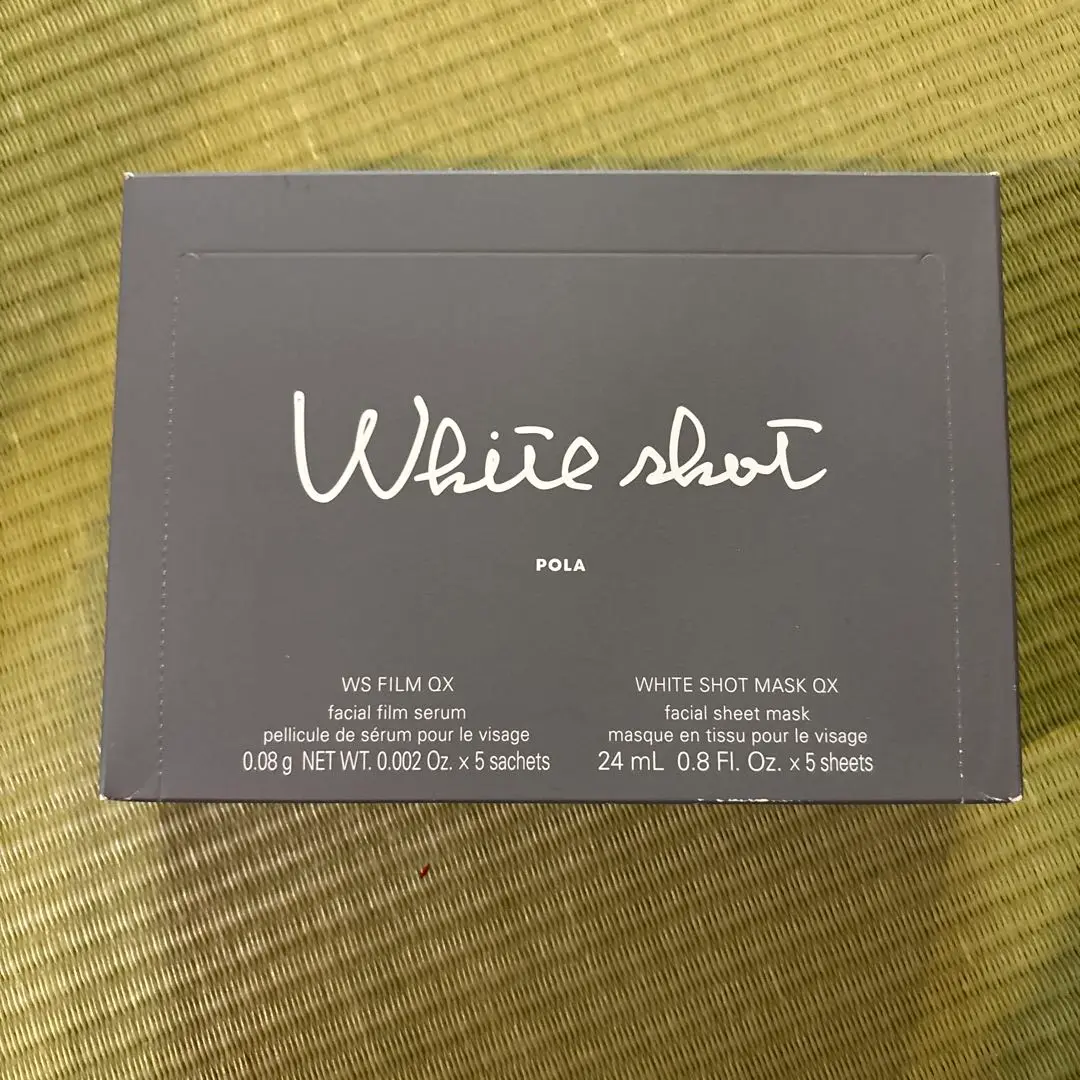 White shot
POLA
WS FILM QX
facial film serum
pellicule de sérum pour le visage
0.08 g NET WT. 0.002 Oz. x 5 sachets
WHITE SHOT MASK QX
facial sheet mask
masque en tissu pour le visage
24 mL 0.8 Fl. Oz. x 5 sheets